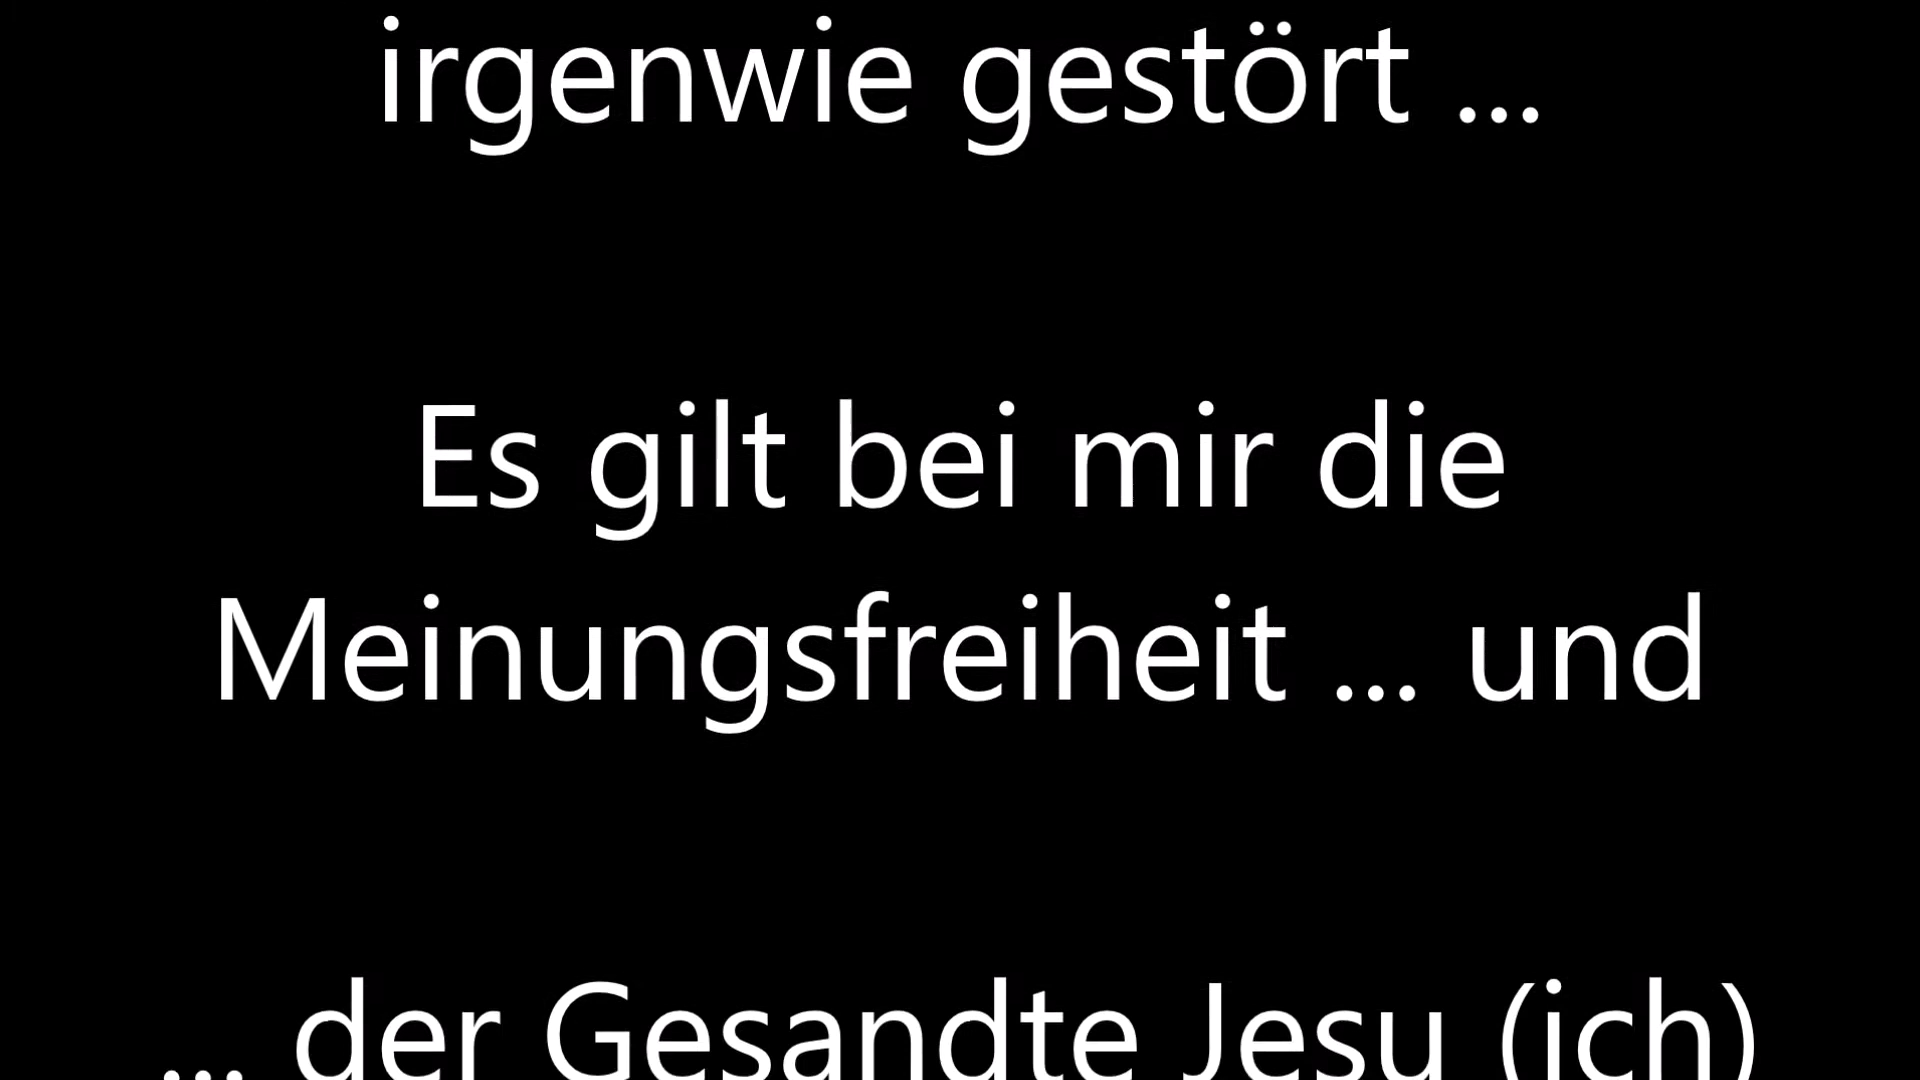 irgenwie gestört ...
Es gilt bei mir die
Meinungsfreiheit ... und
... der Gesandte Jesu (ich)